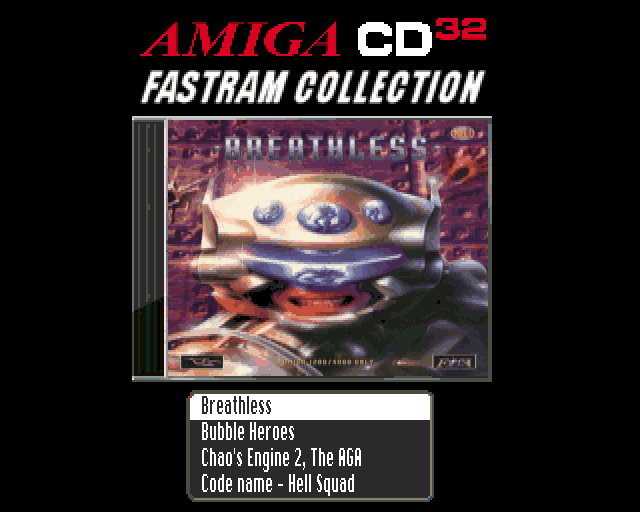 AMIGA CD32
FASTRAM COLLECTION
BREATHLESS
Breathless
Bubble Heroes
Chao's Engine 2, The AGA
Code name - Hell Squad